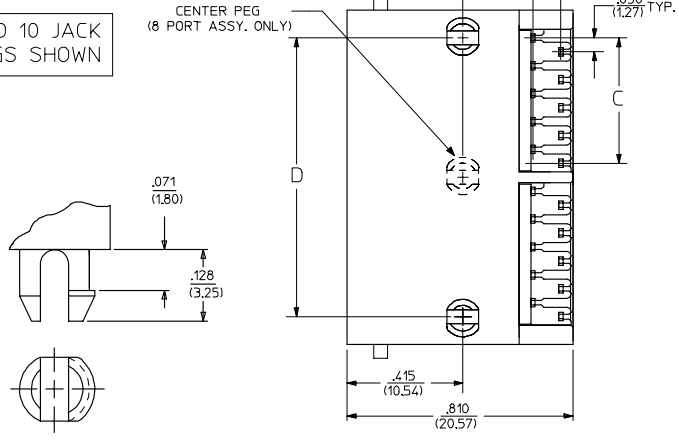 CENTER PEG
(8 PORT ASSY. ONLY)
(1.27) TYP.
10 JACK
SHOWN
C
D
.071
(1.80)
.128
(3.25)
.415
(10.54)
.810
(20.57)